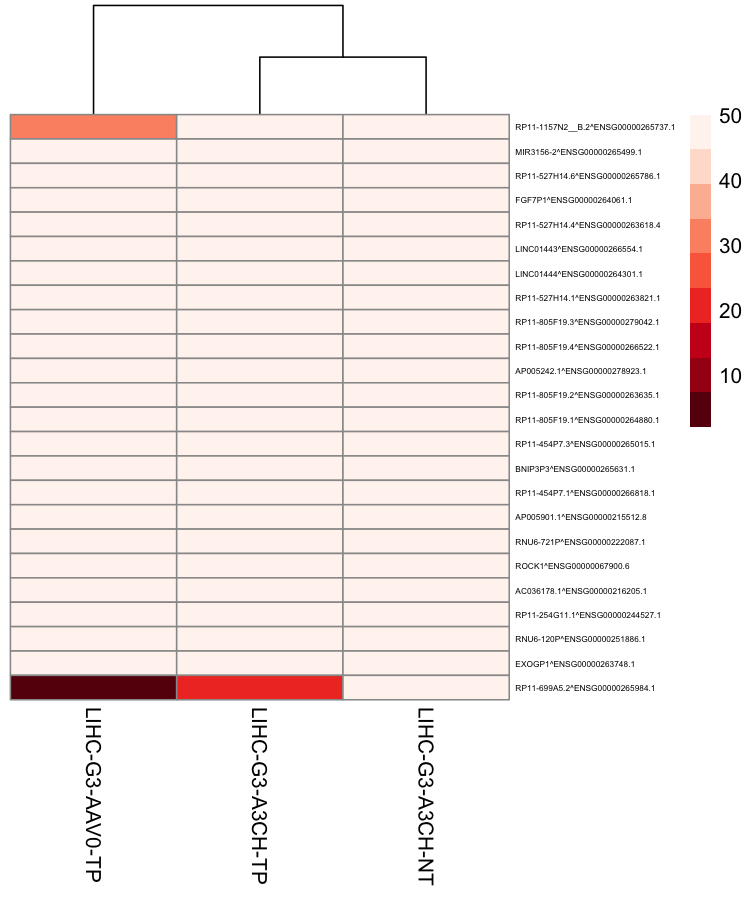 RP11-1157N2__B.2^ENSG00000265737.1
MIR3156-2^ENSG00000265499.1
RP11-527H14.6^ENSG00000265786.1
FGF7P1^ENSG00000264061.1
RP11-527H14.4^ENSG00000263618.4
LINC01443^ENSG00000266554.1
LINC01444^ENSG00000264301.1
RP11-527H14.1^ENSG00000263821.1
RP11-805F19.3^ENSG00000279042.1
RP11-805F19.4^ENSG00000266522.1
AP005242.1^ENSG00000278923.1
RP11-805F19.2^ENSG00000263635.1
RP11-805F19.1^ENSG00000264880.1
RP11-454P7.3^ENSG00000265015.1
BNIP3P3^ENSG00000265631.1
RP11-454P7.1^ENSG00000266818.1
AP005901.1^ENSG00000215512.8
RNU6-721P^ENSG00000222087.1
ROCK1^ENSG00000067900.6
AC036178.1^ENSG00000216205.1
RP11-254G11.1^ENSG00000244527.1
RNU6-120P^ENSG00000251886.1
EXOGP1^ENSG00000263748.1
RP11-699A5.2^ENSG00000265984.1
50
40
30
20
10
LIHC-G3-AAV0-TP
LIHC-G3-A3CH-TP
LIHC-G3-A3CH-NT